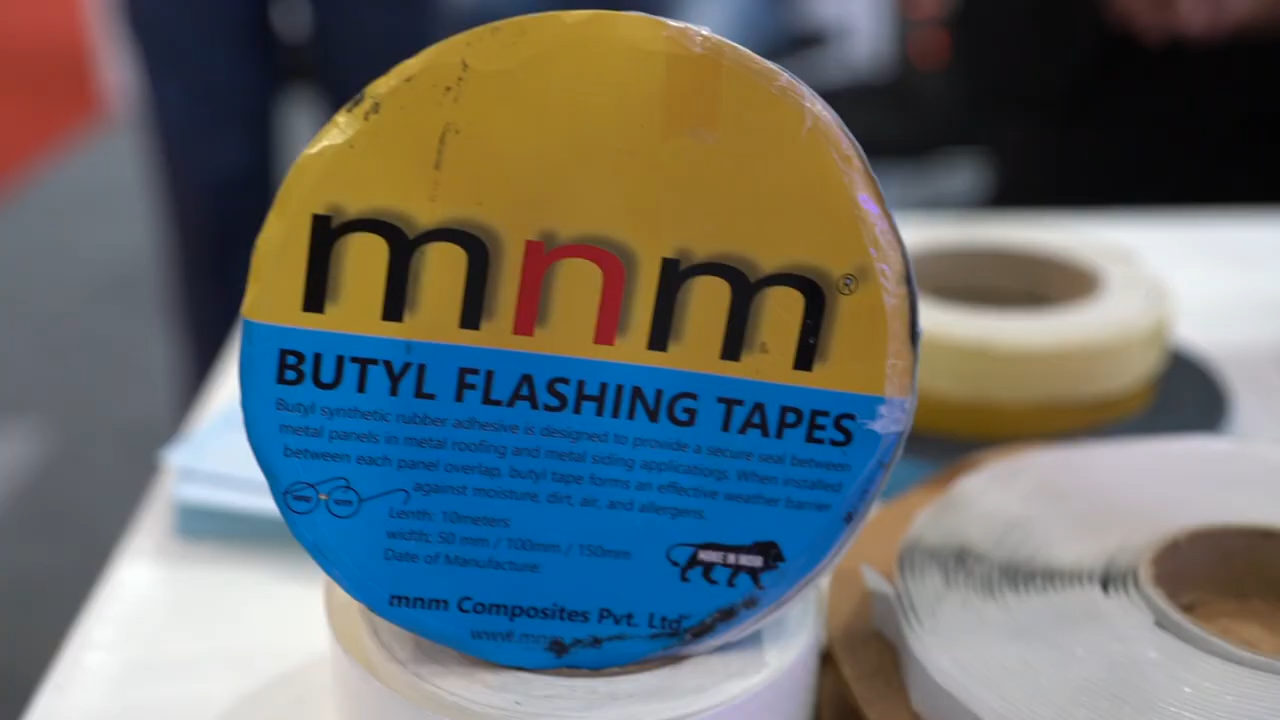 mnm®
BUTYL FLASHING TAPES
Butyl synthetic rubber adhesive is designed to provide a secure seal between
metal panels in metal roofing and metal siding applications. When installed
between each panel overlap, butyl tape forms an effective weather barrier
against moisture, dirt, air, and allergens.
Lenth: 10meters
width: 50 mm / 100mm / 150mm
Date of Manufacture
MAKE IN INDIA
mnm Composites Pvt. Ltd